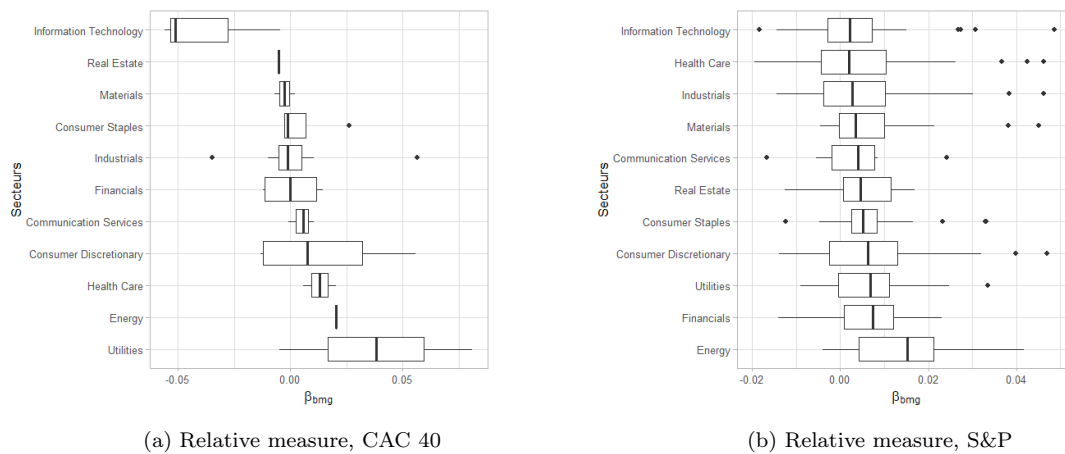 Secteurs
Information Technology
Real Estate
Materials
Consumer Staples
Industrials
Financials
Communication Services
Consumer Discretionary
Health Care
Energy
Utilities
-0.05 0.00 0.05
βbmg
(a) Relative measure, CAC 40
Secteurs
Information Technology
Health Care
Industrials
Materials
Communication Services
Real Estate
Consumer Staples
Consumer Discretionary
Utilities
Financials
Energy
-0.02 0.00 0.02 0.04
βbmg
(b) Relative measure, S&P